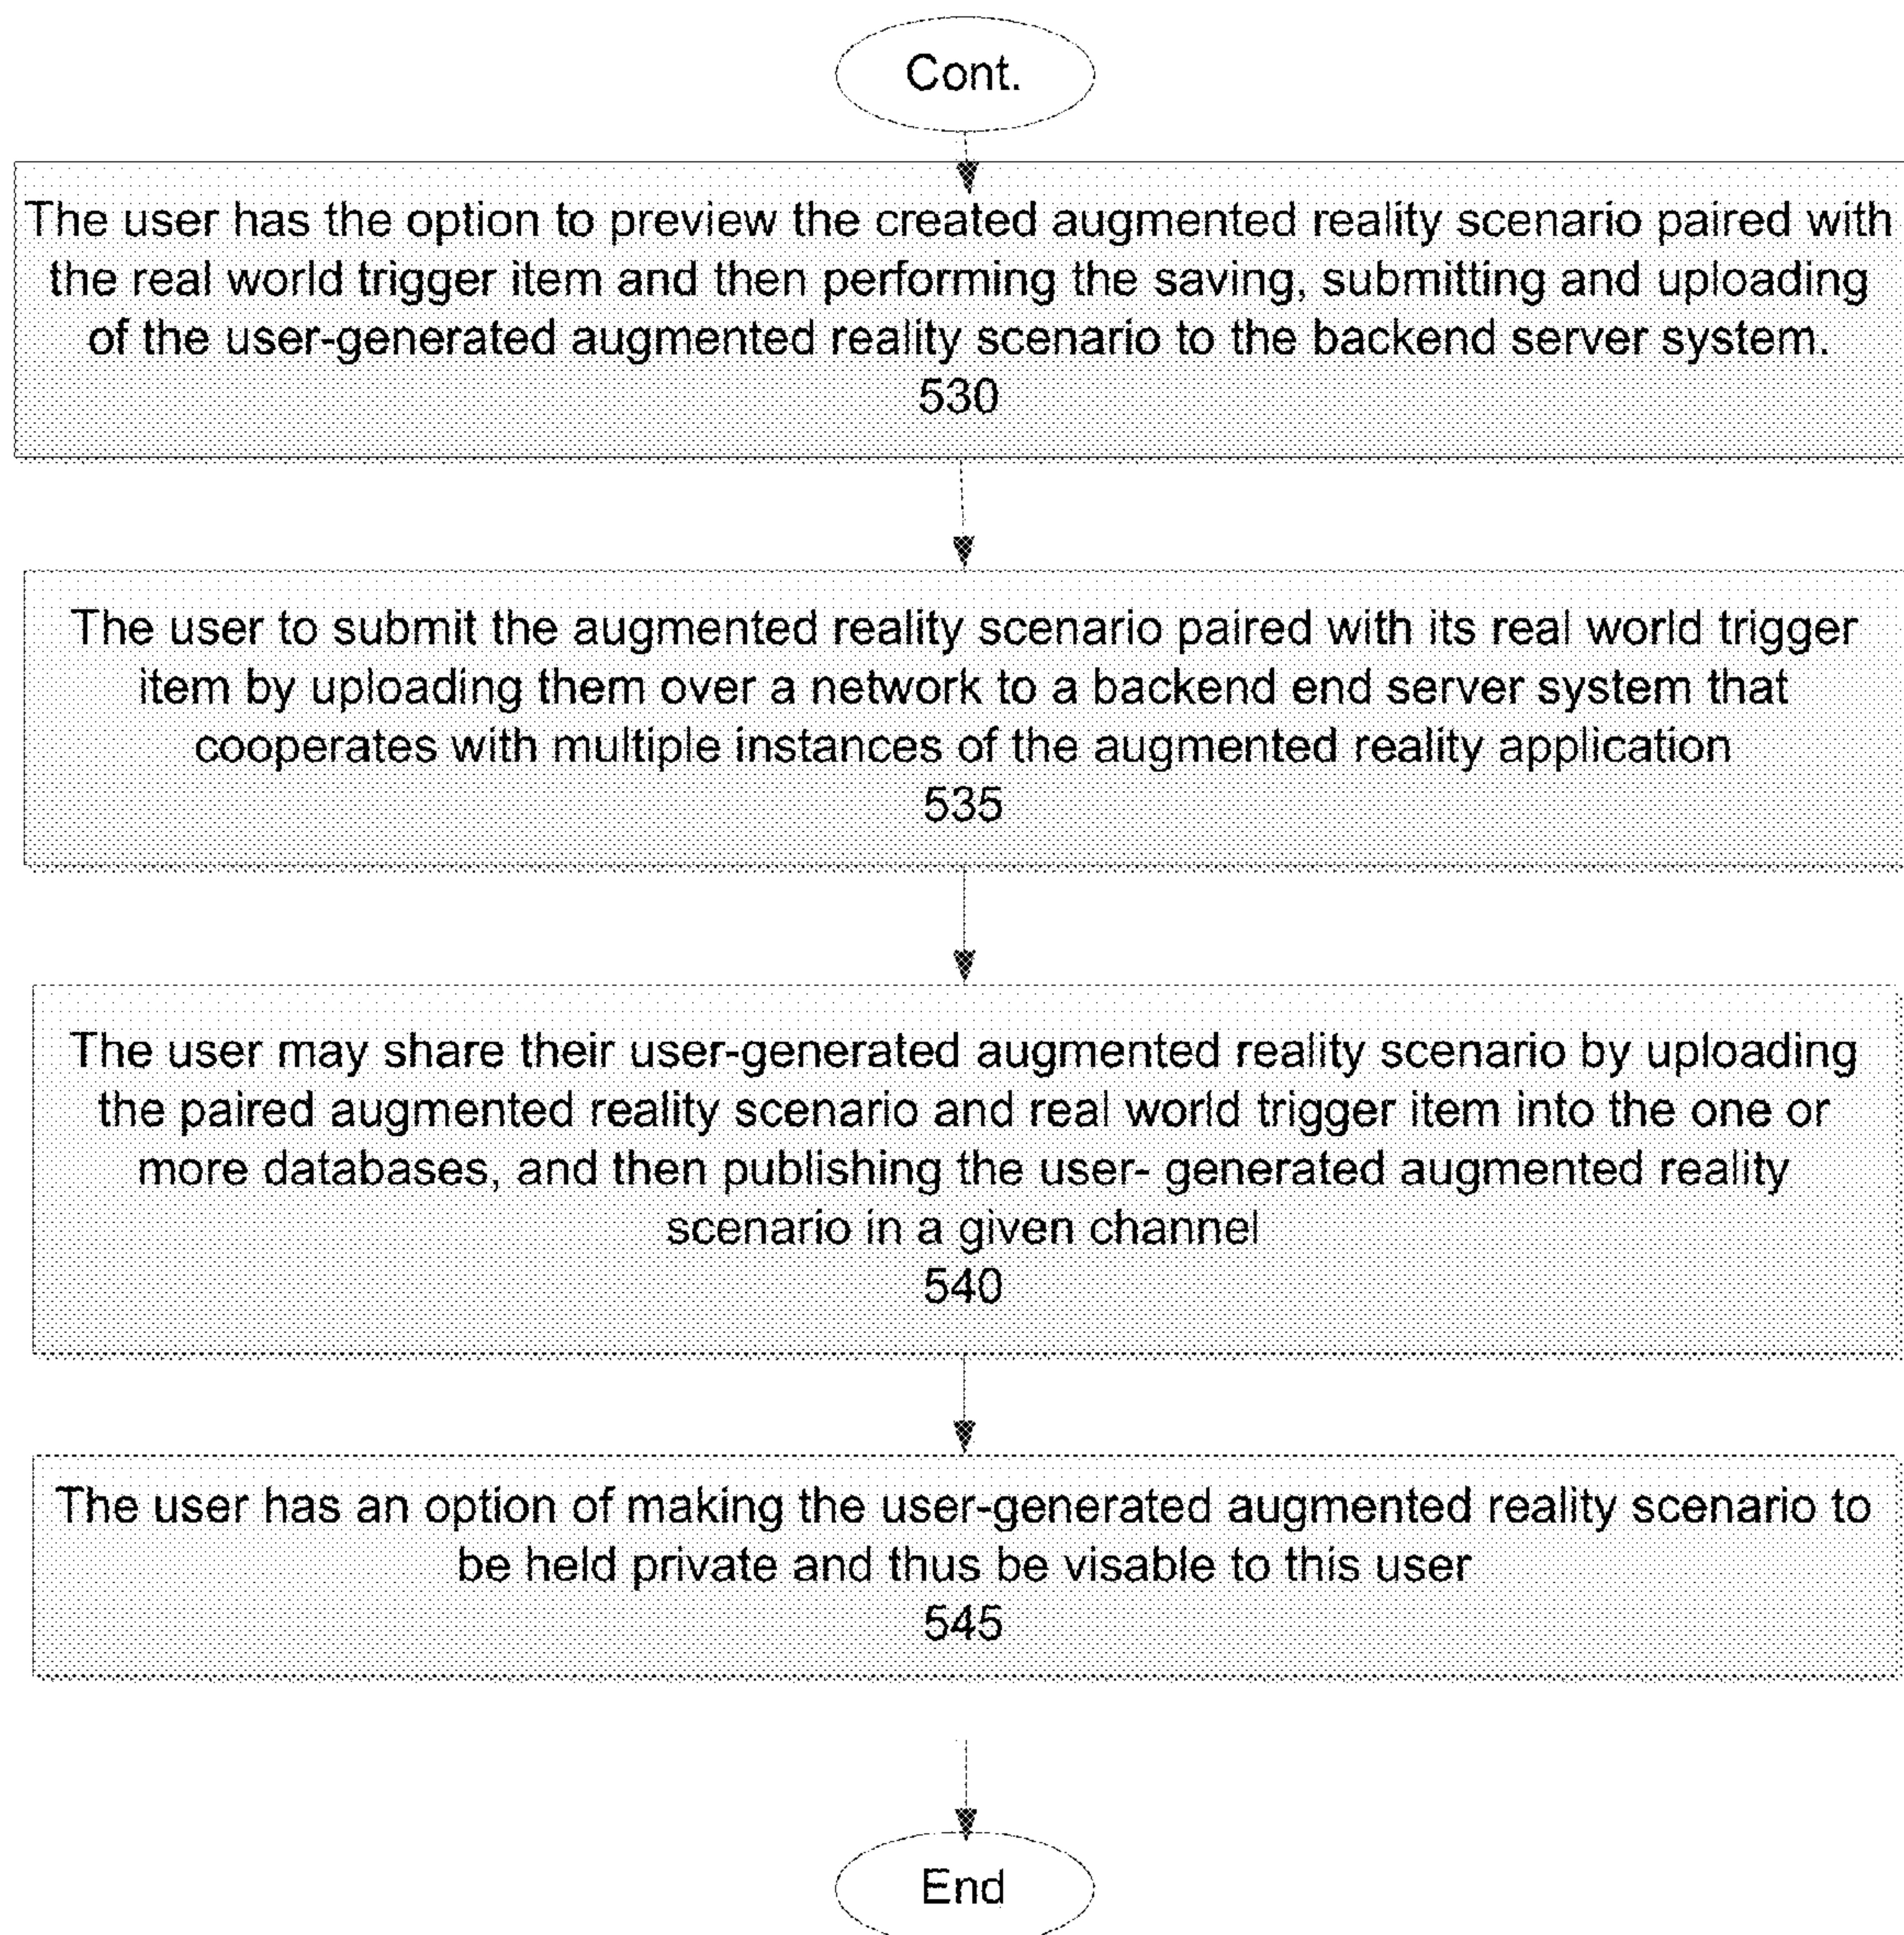 Cont.
The user has the option to preview the created augmented reality scenario paired with
the real world trigger item and then performing the saving, submitting and uploading
of the user-generated augmented reality scenario to the backend server system.
530
The user to submit the augmented reality scenario paired with its real world trigger
item by uploading them over a network to a backend end server system that
cooperates with multiple instances of the augmented reality application
535
The user may share their user-generated augmented reality scenario by uploading
the paired augmented reality scenario and real world trigger item into the one or
more databases, and then publishing the user- generated augmented reality
scenario in a given channel
540
The user has an option of making the user-generated augmented reality scenario to
be held private and thus be visable to this user
545
End